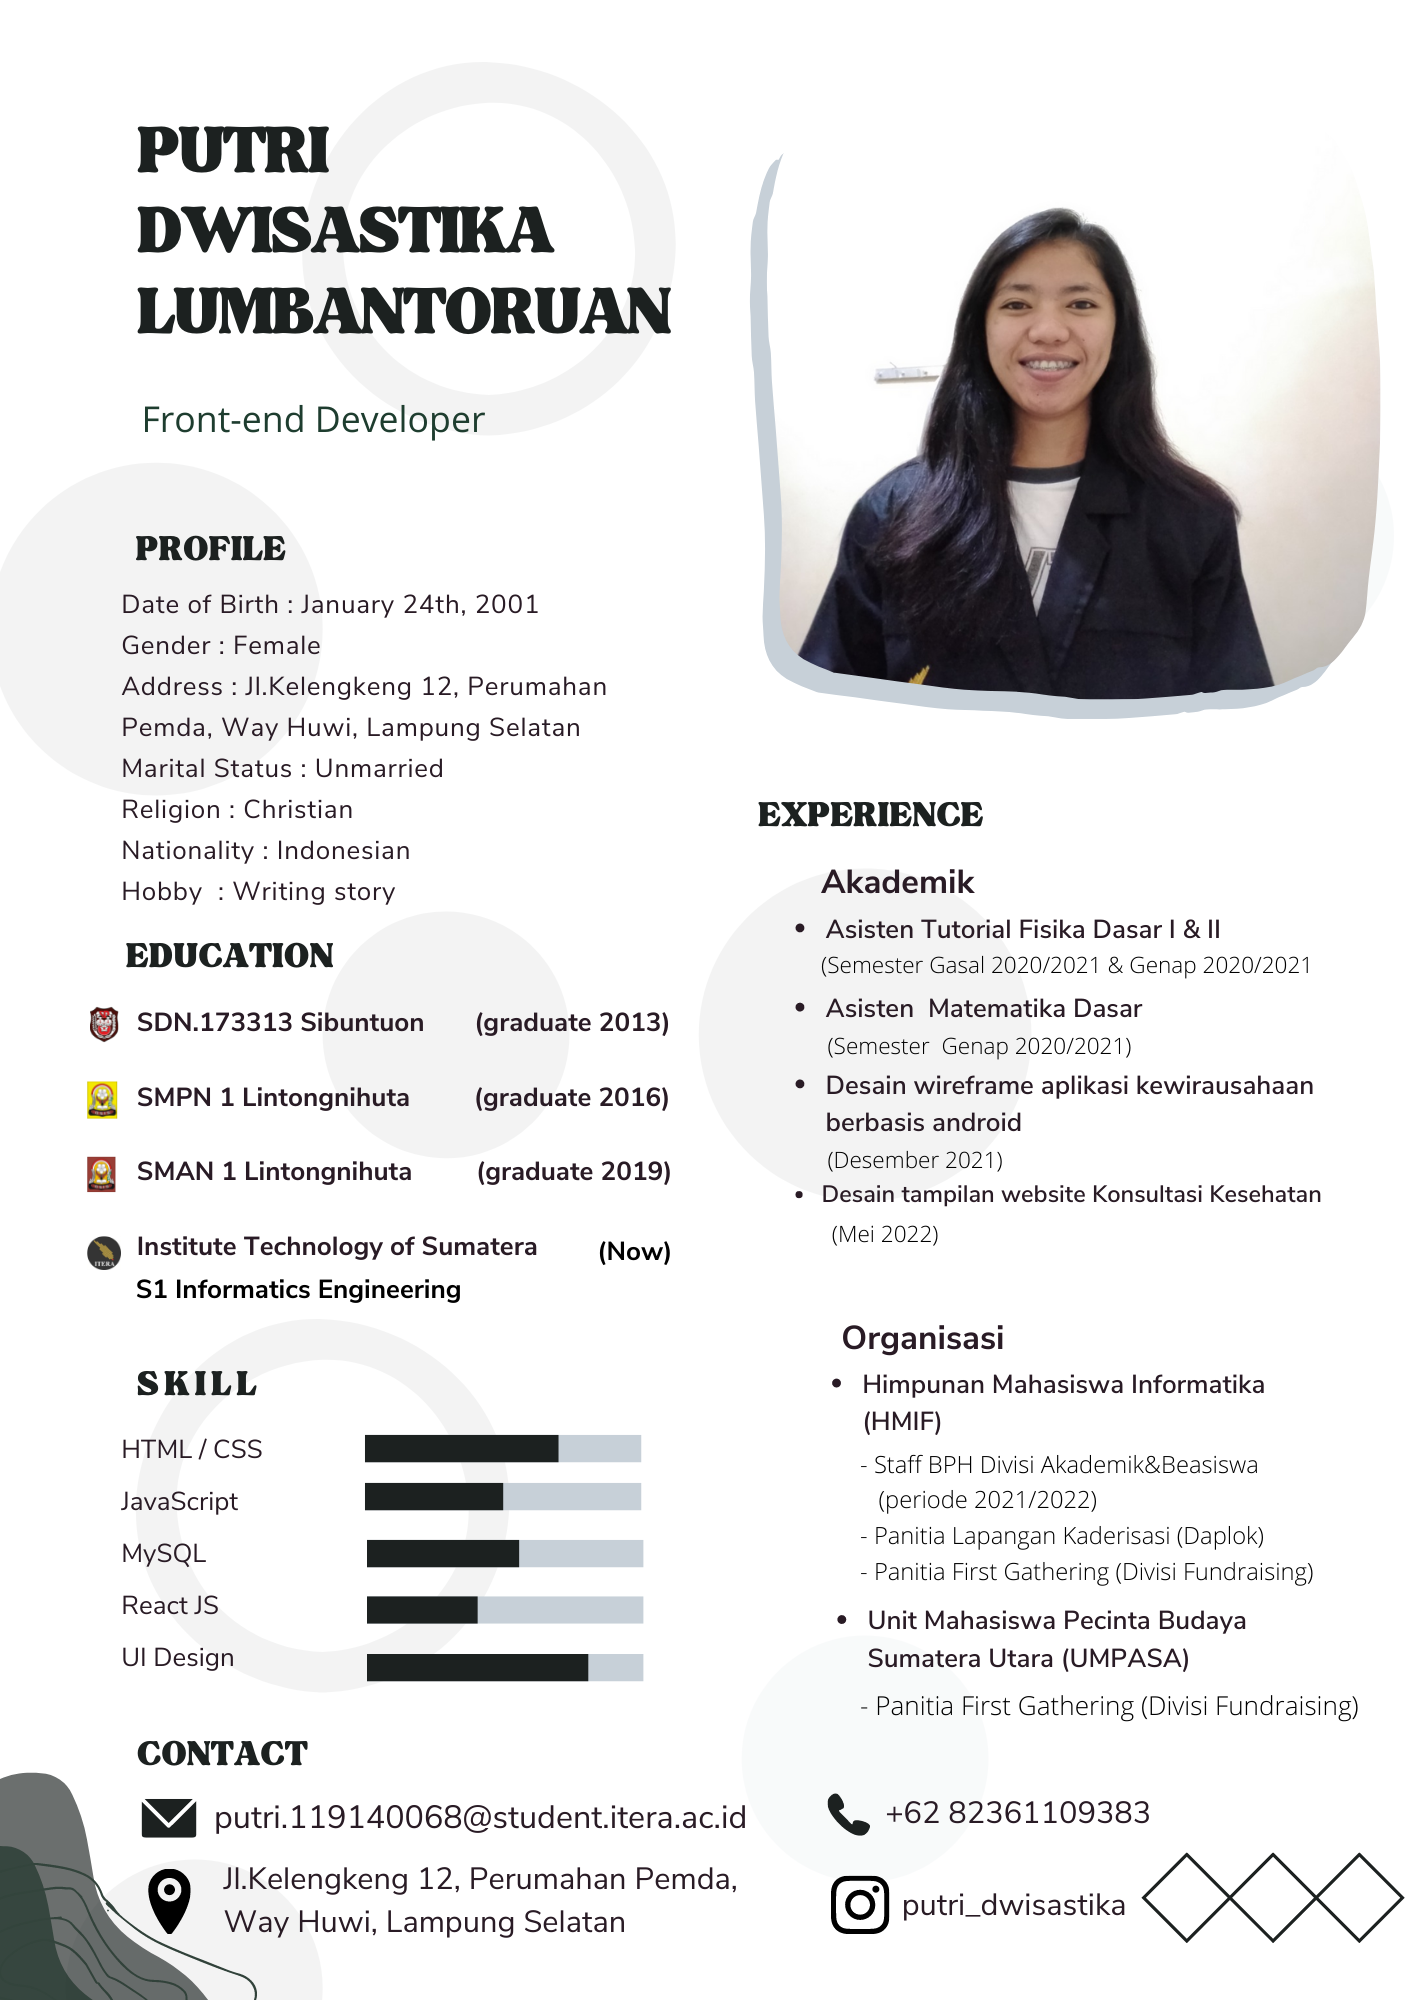 PUTRI
DWISASTIKA
LUMBANTORUAN
Front-end Developer
PROFILE
Date of Birth : January 24th, 2001
Gender : Female
Address : Jl.Kelengkeng 12, Perumahan
Pemda, Way Huwi, Lampung Selatan
Marital Status : Unmarried
Religion : Christian
Nationality : Indonesian
Hobby  : Writing story
EDUCATION
SDN.173313 Sibuntuon (graduate 2013)
SMPN 1 Lintongnihuta (graduate 2016)
SMAN 1 Lintongnihuta (graduate 2019)
ITERA
Institute Technology of Sumatera (Now)
S1 Informatics Engineering
SKILL
HTML / CSS
JavaScript
MySQL
React JS
UI Design
EXPERIENCE
Akademik
• Asisten Tutorial Fisika Dasar I & II
(Semester Gasal 2020/2021 & Genap 2020/2021
• Asisten  Matematika Dasar
(Semester  Genap 2020/2021)
• Desain wireframe aplikasi kewirausahaan
berbasis android
(Desember 2021)
• Desain tampilan website Konsultasi Kesehatan
(Mei 2022)
Organisasi
• Himpunan Mahasiswa Informatika
(HMIF)
- Staff BPH Divisi Akademik&Beasiswa
(periode 2021/2022)
- Panitia Lapangan Kaderisasi (Daplok)
- Panitia First Gathering (Divisi Fundraising)
• Unit Mahasiswa Pecinta Budaya
Sumatera Utara (UMPASA)
- Panitia First Gathering (Divisi Fundraising)
CONTACT
putri.119140068@student.itera.ac.id
Jl.Kelengkeng 12, Perumahan Pemda,
Way Huwi, Lampung Selatan
+62 82361109383
putri_dwisastika